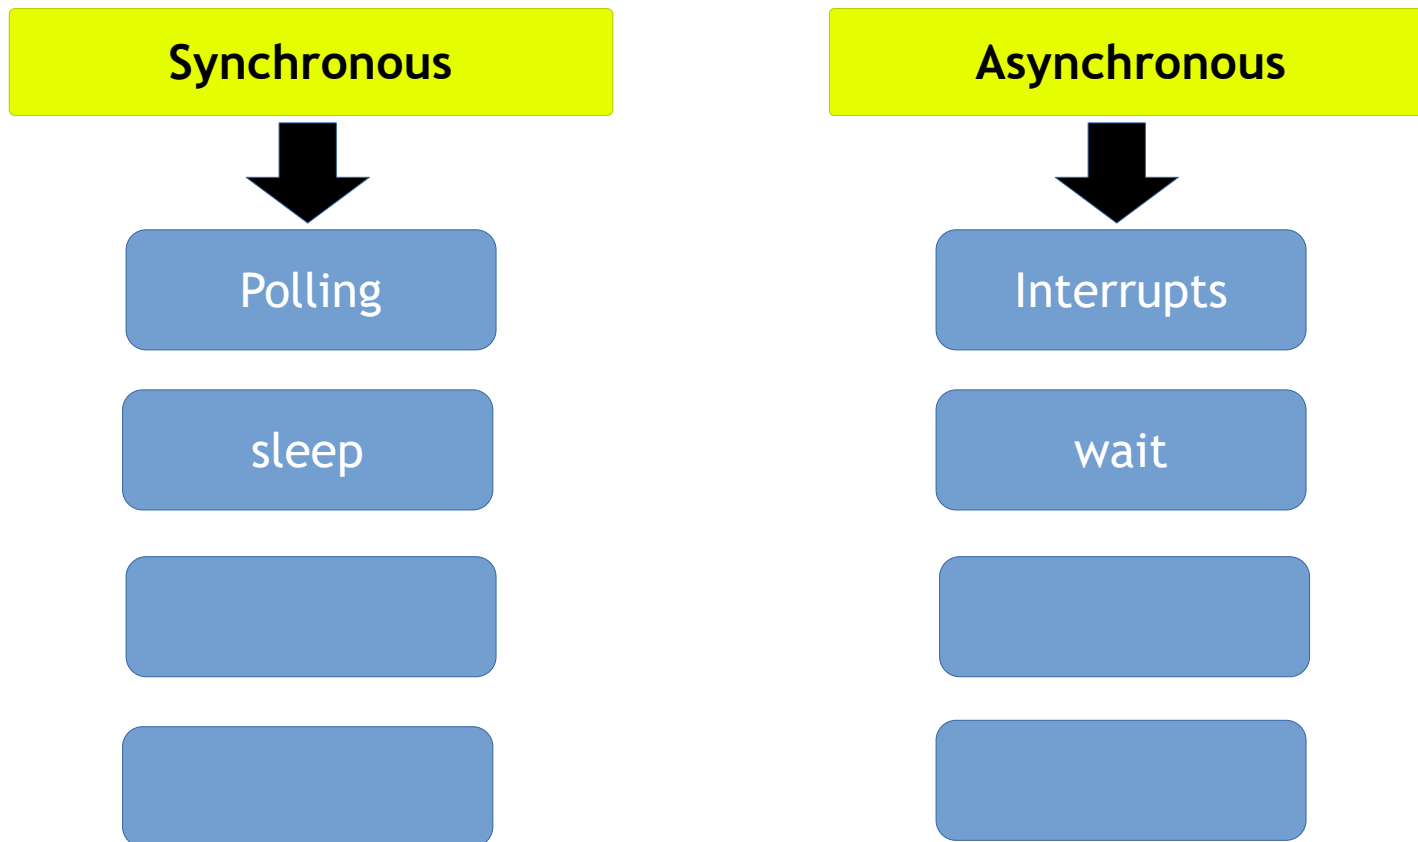 Synchronous
Asynchronous
Polling
Interrupts
sleep
wait